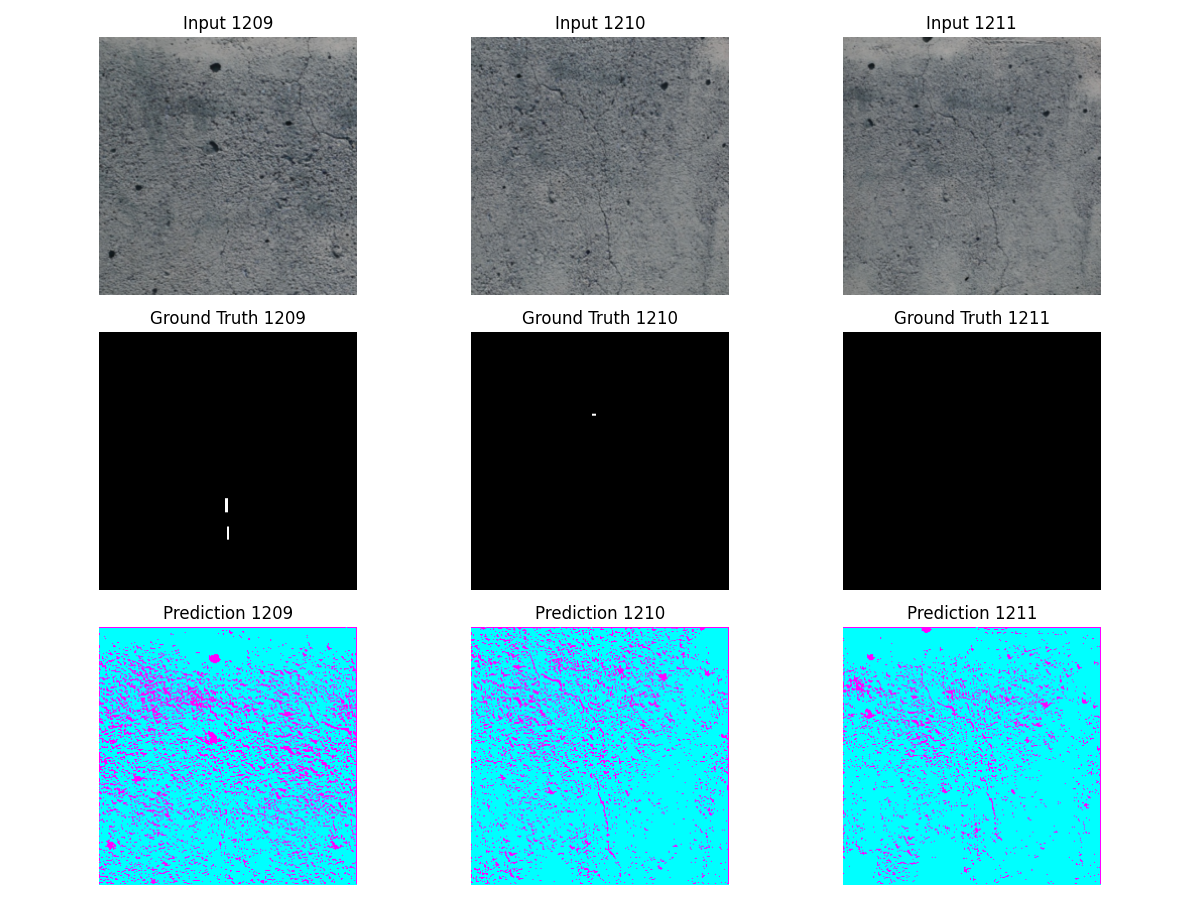 Input 1209
Input 1210
Input 1211
Ground Truth 1209
Ground Truth 1210
Ground Truth 1211
Prediction 1209
Prediction 1210
Prediction 1211